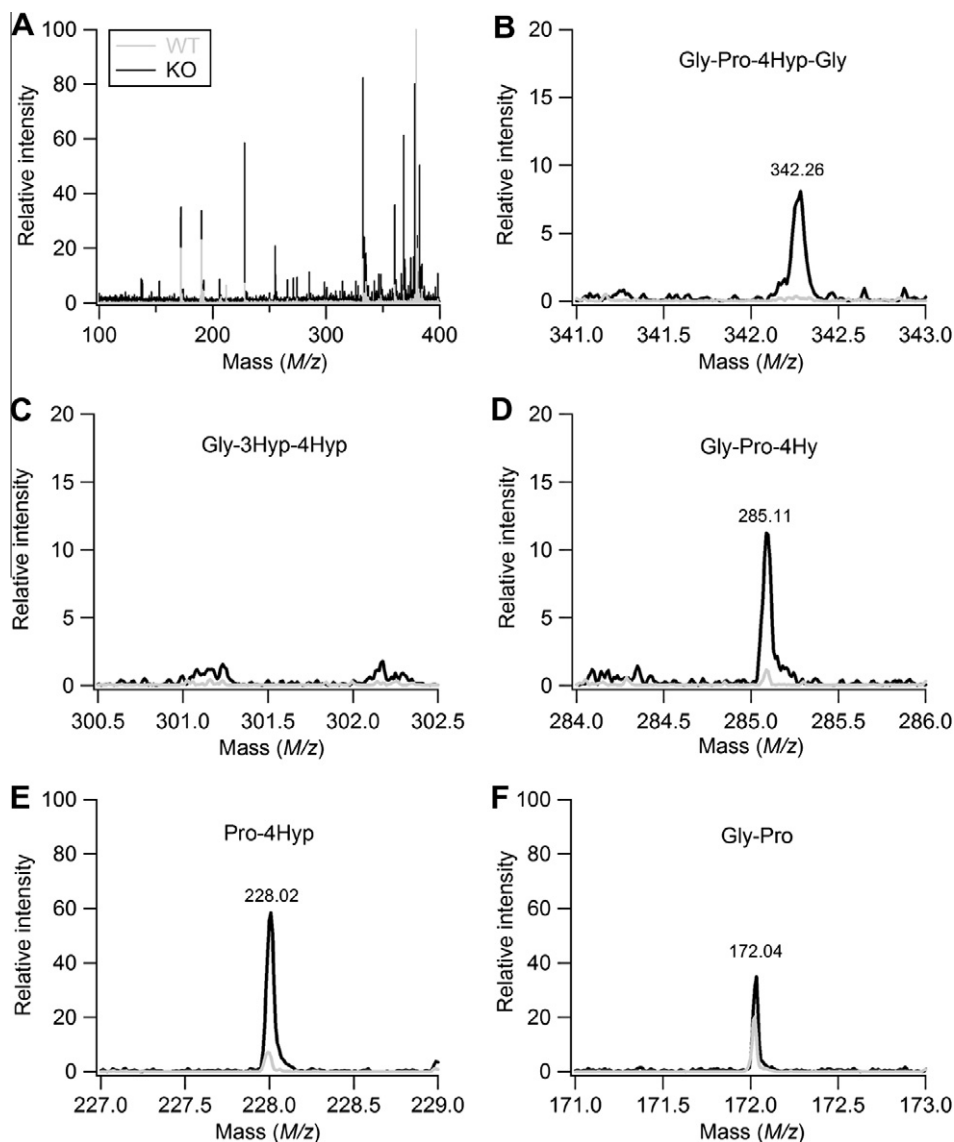 A
WT
KO
Relative intensity
100
80
60
40
20
0
100
200
300
400
Mass (M/z)
B
Gly-Pro-4Hyp-Gly
342.26
Relative intensity
20
15
10
5
0
341.0
341.5
342.0
342.5
343.0
Mass (M/z)
C
Gly-3Hyp-4Hyp
Relative intensity
20
15
10
5
0
300.5
301.0
301.5
302.0
302.5
Mass (M/z)
D
Gly-Pro-4Hy
285.11
Relative intensity
20
15
10
5
0
284.0
284.5
285.0
285.5
286.0
Mass (M/z)
E
Pro-4Hyp
228.02
Relative intensity
100
80
60
40
20
0
227.0
227.5
228.0
228.5
229.0
Mass (M/z)
F
Gly-Pro
172.04
Relative intensity
100
80
60
40
20
0
171.0
171.5
172.0
172.5
173.0
Mass (M/z)